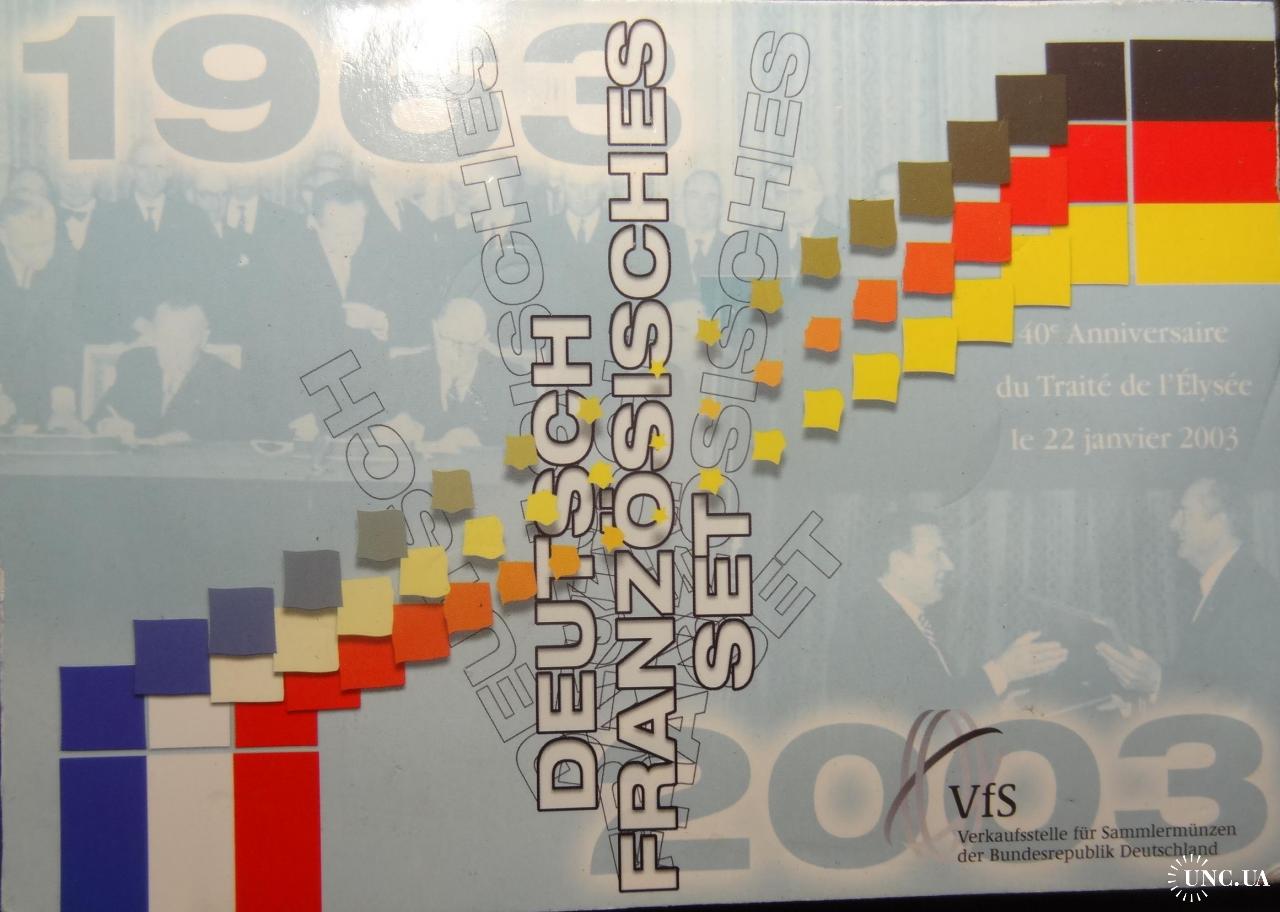 1963
DEUTSCH
FRANZÖSISCHES
SET
40e Anniversaire
du Traité de l'Élysée
le 22 janvier 2003
2003
VfS
Verkaufsstelle für Sammlermünzen
der Bundesrepublik Deutschland
UNC.UA